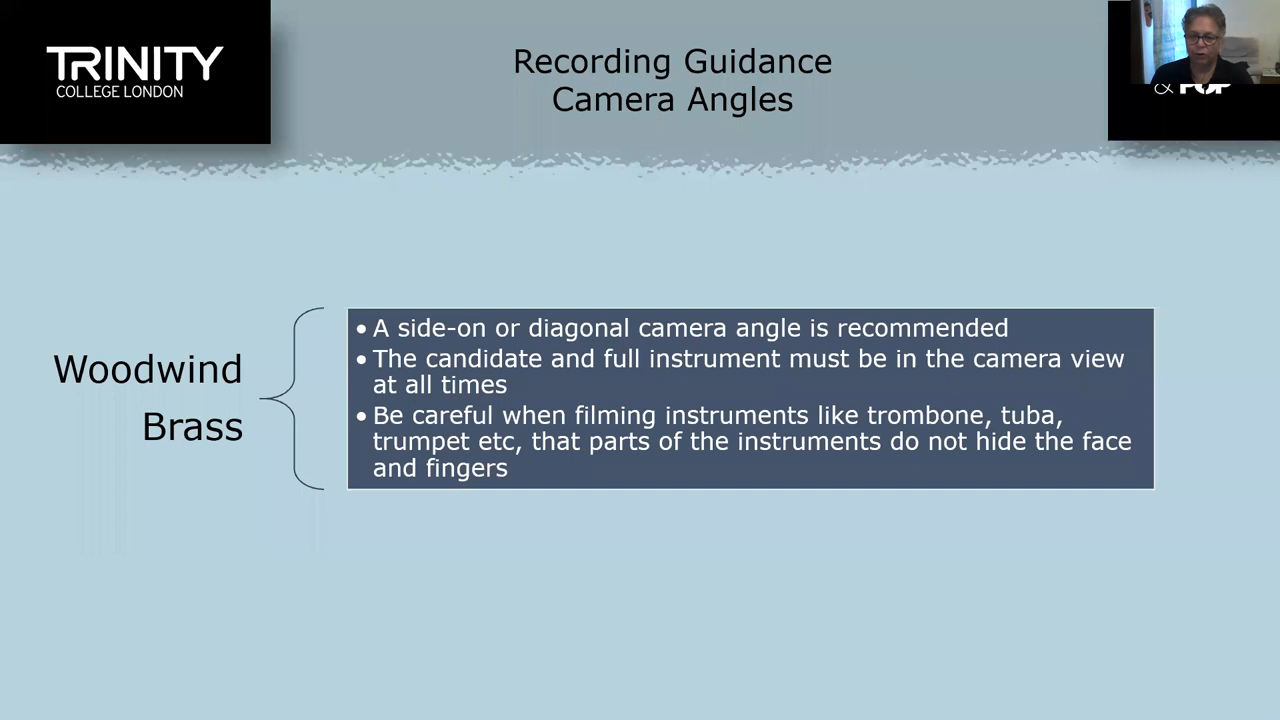 TRINITY
COLLEGE LONDON
Recording Guidance
Camera Angles
Woodwind
Brass
• A side-on or diagonal camera angle is recommended
• The candidate and full instrument must be in the camera view
at all times
• Be careful when filming instruments like trombone, tuba,
trumpet etc, that parts of the instruments do not hide the face
and fingers